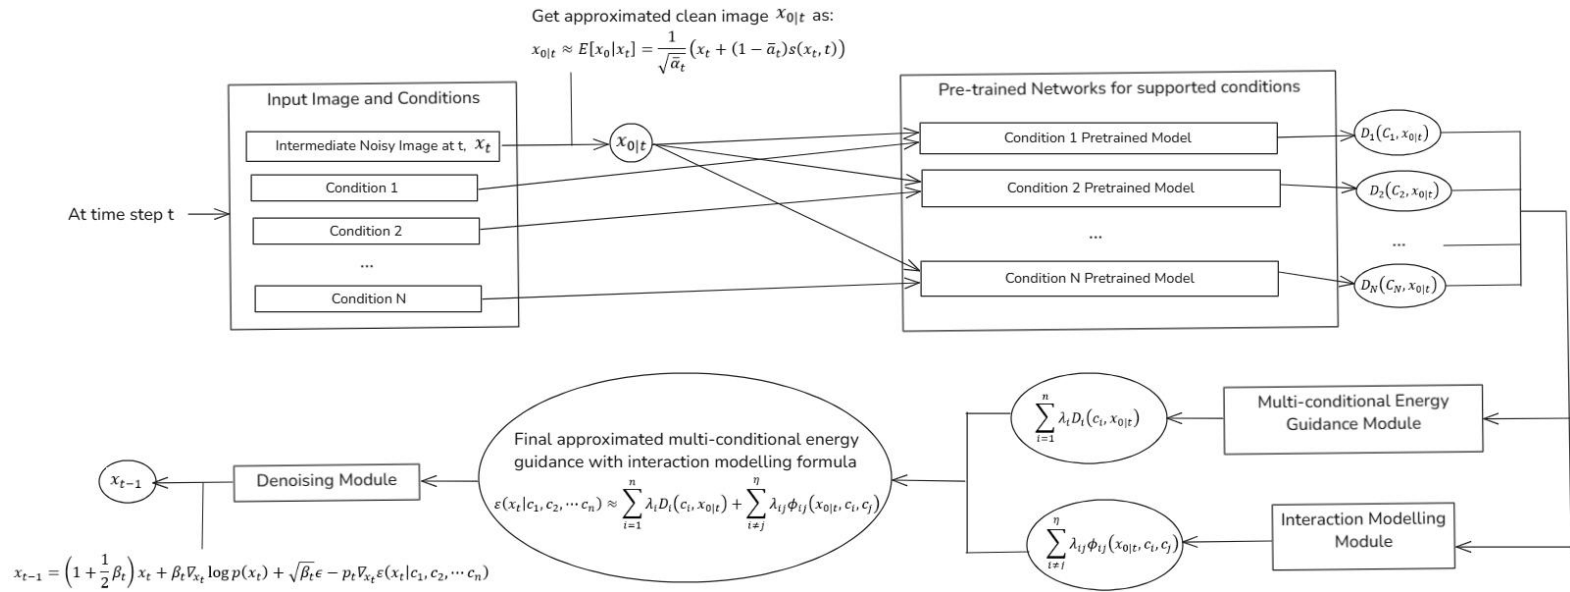 Get approximated clean image x_{0|t} as:
x_{0|t} ≈ E[x_0|x_t] = \frac{1}{\sqrt{\bar{α}_t}}(x_t + (1 − \bar{a}_t)s(x_t, t))
Input Image and Conditions
Intermediate Noisy Image at t, x_t
Condition 1
Condition 2
...
Condition N
At time step t
x_{0|t}
Pre-trained Networks for supported conditions
Condition 1 Pretrained Model
Condition 2 Pretrained Model
...
Condition N Pretrained Model
D_1(C_1, x_{0|t})
D_2(C_2, x_{0|t})
...
D_N(C_N, x_{0|t})
Multi-conditional Energy
Guidance Module
\sum_{i=1}^{n} λ_i D_i(c_i, x_{0|t})
Interaction Modelling
Module
\sum_{i≠j}^{η} λ_{ij} ϕ_{ij}(x_{0|t}, c_i, c_j)
Final approximated multi-conditional energy
guidance with interaction modelling formula
ε(x_t|c_1, c_2, ⋯ c_n) ≈ \sum_{i=1}^{n} λ_i D_i(c_i, x_{0|t}) + \sum_{i≠j}^{η} λ_{ij} ϕ_{ij}(x_{0|t}, c_i, c_j)
Denoising Module
x_{t−1}
x_{t−1} = (1 + \frac{1}{2} β_t) x_t + β_t ∇_{x_t} log p(x_t) + \sqrt{β_t} ϵ − p_t ∇_{x_t} ε(x_t|c_1, c_2, ⋯ c_n)